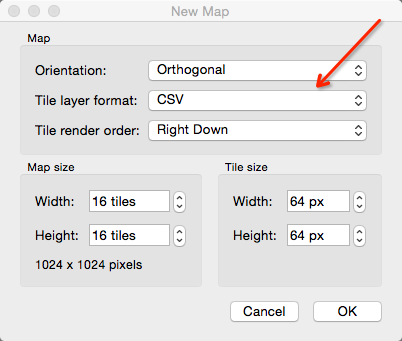 New Map
Map
Orientation: Orthogonal
Tile layer format: CSV
Tile render order: Right Down
Map size
Width: 16 tiles
Height: 16 tiles
1024 x 1024 pixels
Tile size
Width: 64 px
Height: 64 px
Cancel OK